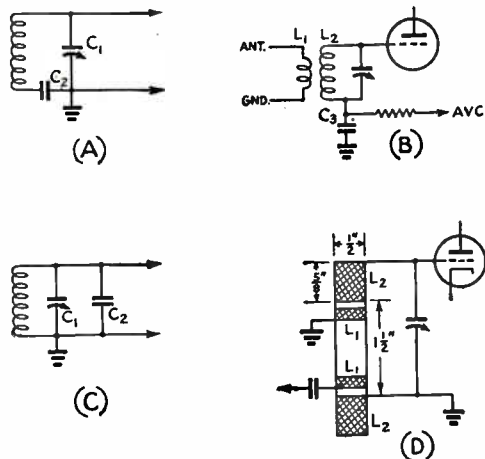 C1
C2
(A)
L1 L2
ANT.
GND.
C3
AVC
(B)
C1 C2
(C)
1/2"
5/8"
L2
L1
1 1/2"
L1
L2
(D)